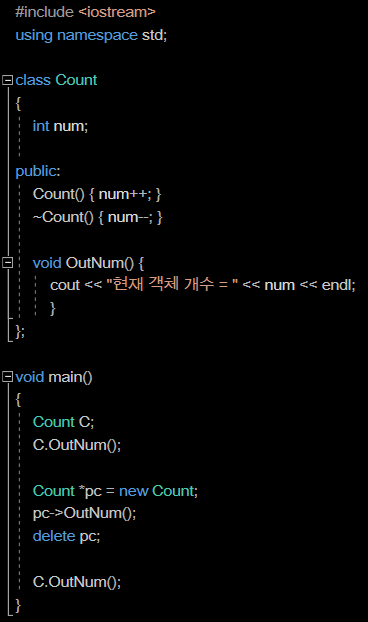 #include <iostream>
using namespace std;
class Count
{
int num;
public:
Count() { num++; }
~Count() { num--; }
void OutNum() {
cout << "현재 객체 개수 = " << num << endl;
}
};
void main()
{
Count C;
C.OutNum();
Count *pc = new Count;
pc->OutNum();
delete pc;
C.OutNum();
}